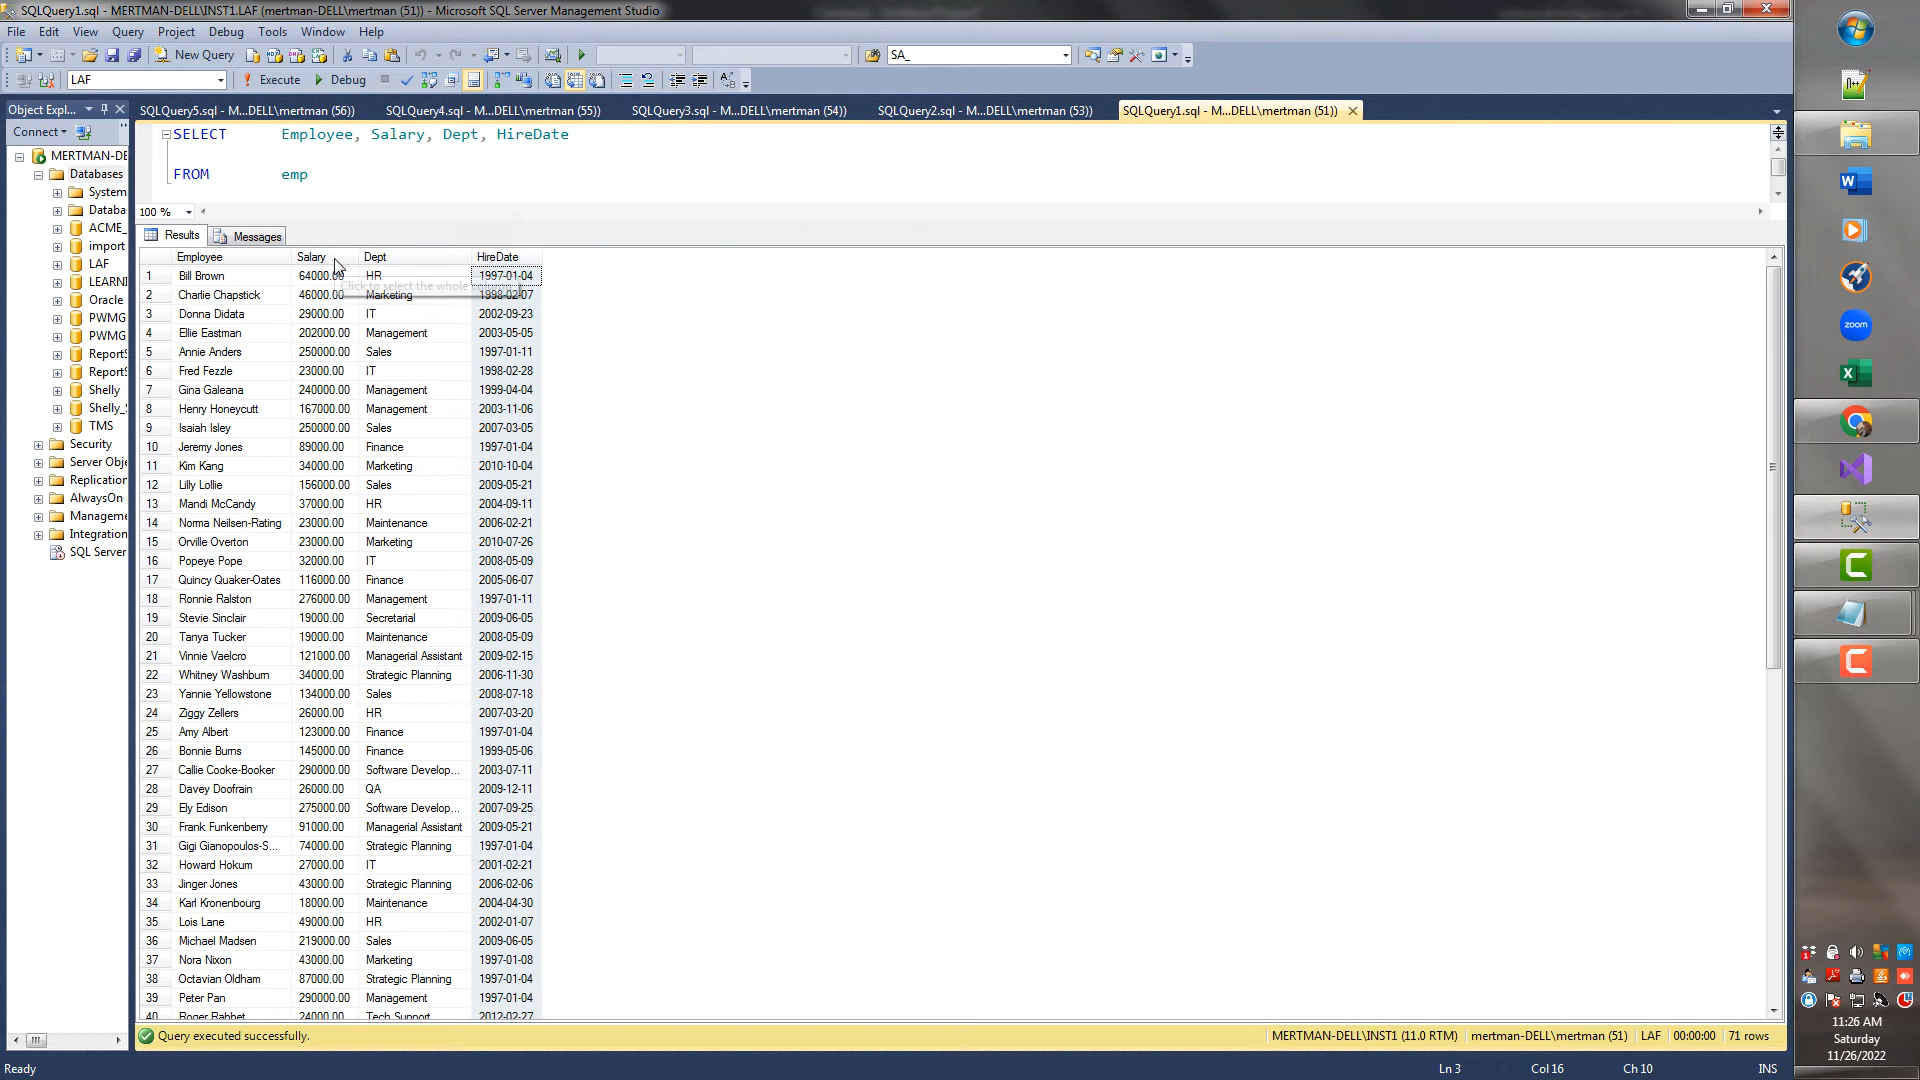 SQLQuery1.sql - MERTMAN-DELL\INST1.LAF (mertman-DELL\mertman (51)) - Microsoft SQL Server Management Studio
File Edit View Query Project Debug Tools Window Help
New Query SA_
LAF Execute Debug
Object Expl...
SQLQuery5.sql - M...DELL\mertman (56)) SQLQuery4.sql - M...DELL\mertman (55)) SQLQuery3.sql - M...DELL\mertman (54)) SQLQuery2.sql - M...DELL\mertman (53)) SQLQuery1.sql - M...DELL\mertman (51))
Connect
MERTMAN-DE
Databases
System
Databa
ACME_
import
LAF
LEARNI
Oracle
PWMG
PWMG
ReportS
ReportS
Shelly
Shelly_S
TMS
Security
Server Obje
Replication
AlwaysOn
Manageme
Integration
SQL Server
SELECT Employee, Salary, Dept, HireDate
FROM emp
100 %
Results Messages
Employee Salary Dept HireDate
1 Bill Brown 64000.00 HR 1997-01-04
Click to select the whole
2 Charlie Chapstick 46000.00 Marketing 1998-02-07
3 Donna Didata 29000.00 IT 2002-09-23
4 Ellie Eastman 202000.00 Management 2003-05-05
5 Annie Anders 250000.00 Sales 1997-01-11
6 Fred Fezzle 23000.00 IT 1998-02-28
7 Gina Galeana 240000.00 Management 1999-04-04
8 Henry Honeycutt 167000.00 Management 2003-11-06
9 Isaiah Isley 250000.00 Sales 2007-03-05
10 Jeremy Jones 89000.00 Finance 1997-01-04
11 Kim Kang 34000.00 Marketing 2010-10-04
12 Lilly Lollie 156000.00 Sales 2009-05-21
13 Mandi McCandy 37000.00 HR 2004-09-11
14 Norma Neilsen-Rating 23000.00 Maintenance 2006-02-21
15 Orville Overton 23000.00 Marketing 2010-07-26
16 Popeye Pope 32000.00 IT 2008-05-09
17 Quincy Quaker-Oates 116000.00 Finance 2005-06-07
18 Ronnie Ralston 276000.00 Management 1997-01-11
19 Stevie Sinclair 19000.00 Secretarial 2009-06-05
20 Tanya Tucker 19000.00 Maintenance 2008-05-09
21 Vinnie Vaelcro 121000.00 Managerial Assistant 2009-02-15
22 Whitney Washburn 34000.00 Strategic Planning 2006-11-30
23 Yannie Yellowstone 134000.00 Sales 2008-07-18
24 Ziggy Zellers 26000.00 HR 2007-03-20
25 Amy Albert 123000.00 Finance 1997-01-04
26 Bonnie Burns 145000.00 Finance 1999-05-06
27 Callie Cooke-Booker 290000.00 Software Develop... 2003-07-11
28 Davey Doofrain 26000.00 QA 2009-12-11
29 Ely Edison 275000.00 Software Develop... 2007-09-25
30 Frank Funkenberry 91000.00 Managerial Assistant 2009-05-21
31 Gigi Gianopoulos-S... 74000.00 Strategic Planning 1997-01-04
32 Howard Hokum 27000.00 IT 2001-02-21
33 Jinger Jones 43000.00 Strategic Planning 2006-02-06
34 Karl Kronenbourg 18000.00 Maintenance 2004-04-30
35 Lois Lane 49000.00 HR 2002-01-07
36 Michael Madsen 219000.00 Sales 2009-06-05
37 Nora Nixon 43000.00 Marketing 1997-01-08
38 Octavian Oldham 87000.00 Strategic Planning 1997-01-04
39 Peter Pan 290000.00 Management 1997-01-04
40 Roger Rabbet 24000.00 Tech Support 2012-02-27
Query executed successfully. MERTMAN-DELL\INST1 (11.0 RTM) mertman-DELL\mertman (51) LAF 00:00:00 71 rows
Ready Ln 3 Col 16 Ch 10 INS
zoom
11:26 AM
Saturday
11/26/2022